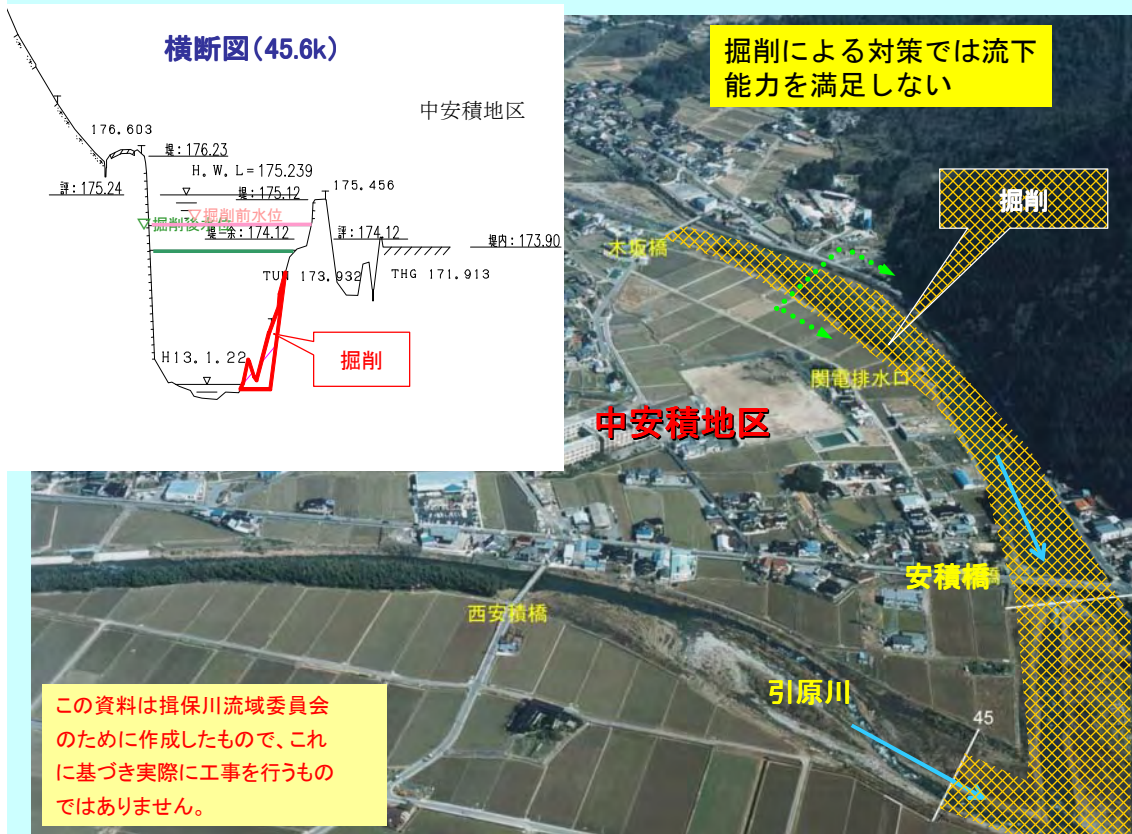 横断図(45.6k)
中安積地区
176.603
堤:176.23
H.W.L=175.239
評:175.24
堤:175.12
175.456
▽掘削前水位
▽掘削後水位
堤-余:174.12
評:174.12
堤内:173.90
173.932
THG 171.913
H13.1.22
掘削
掘削による対策では流下
能力を満足しない
掘削
関電排水口
中安積地区
安積橋
西安積橋
引原川
45
この資料は揖保川流域委員会
のために作成したもので、これ
に基づき実際に工事を行うもの
ではありません。